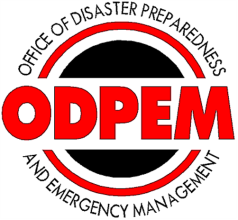 OFFICE OF DISASTER PREPAREDNESS
ODPEM
AND EMERGENCY MANAGEMENT